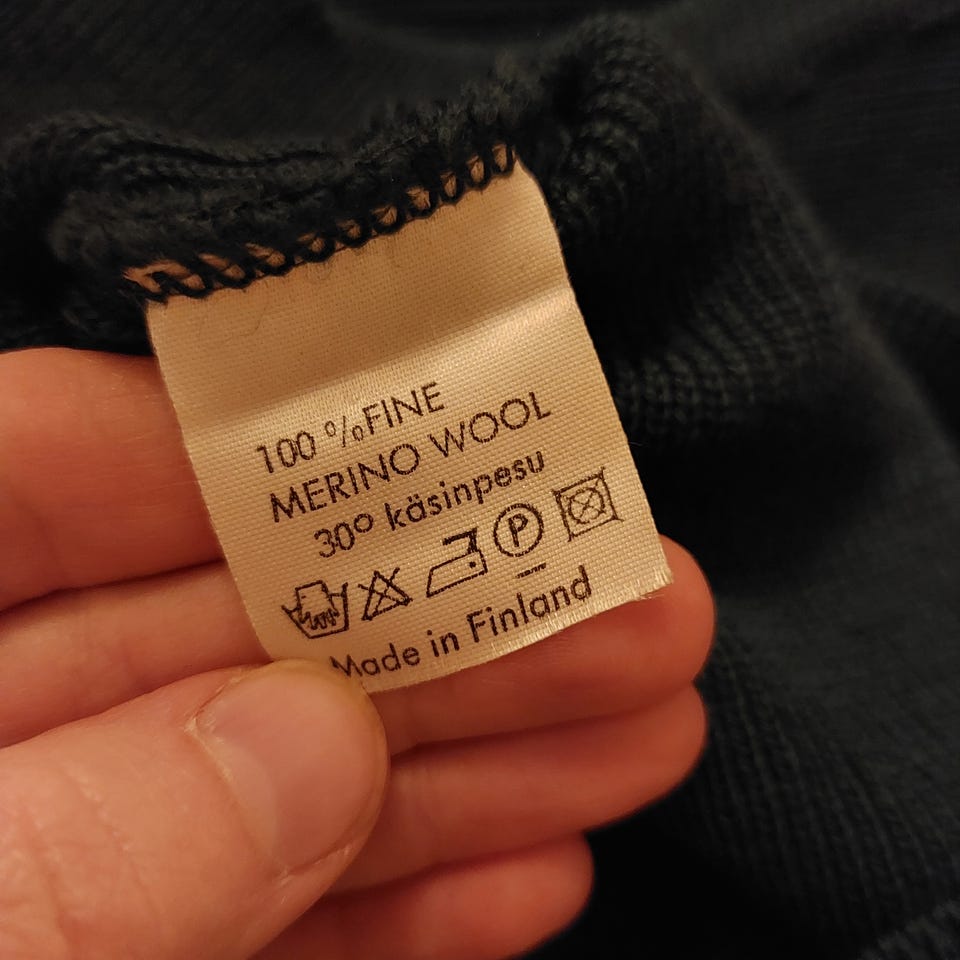 100 %FINE
MERINO WOOL
30° käsinpesu
P
Made in Finland